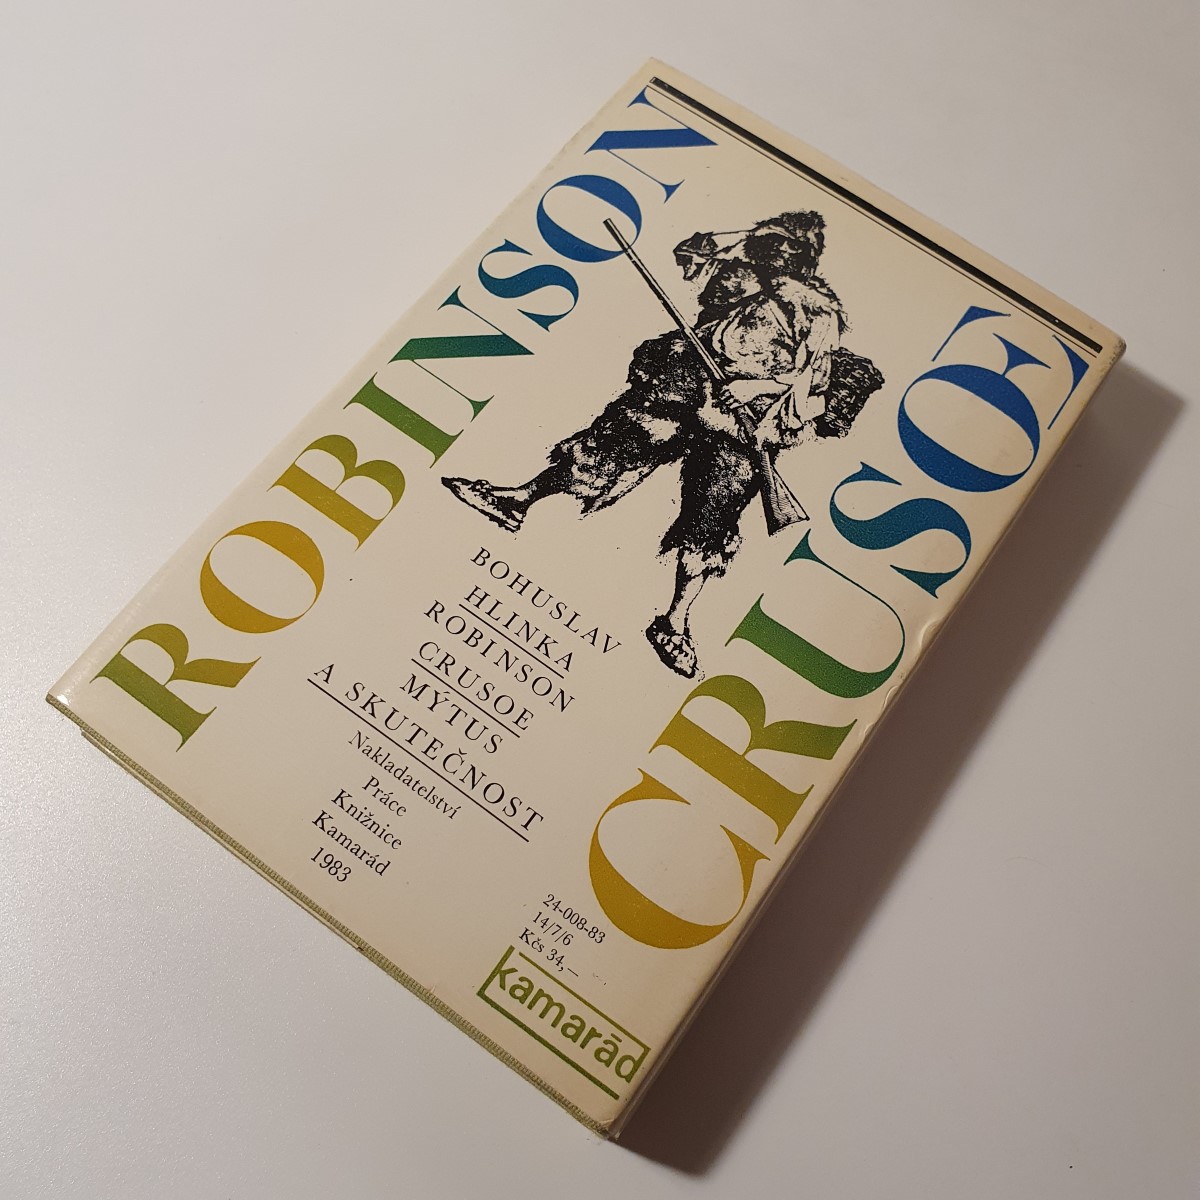 ROBINSON
CRUSOE
BOHUSLAV
HLINKA
ROBINSON
CRUSOE
MÝTUS
A SKUTEČNOST
Nakladatelství
Práce
Knižnice
Kamarád
1983
24-008-83
14/7/6
Kčs 34,–
kamarád